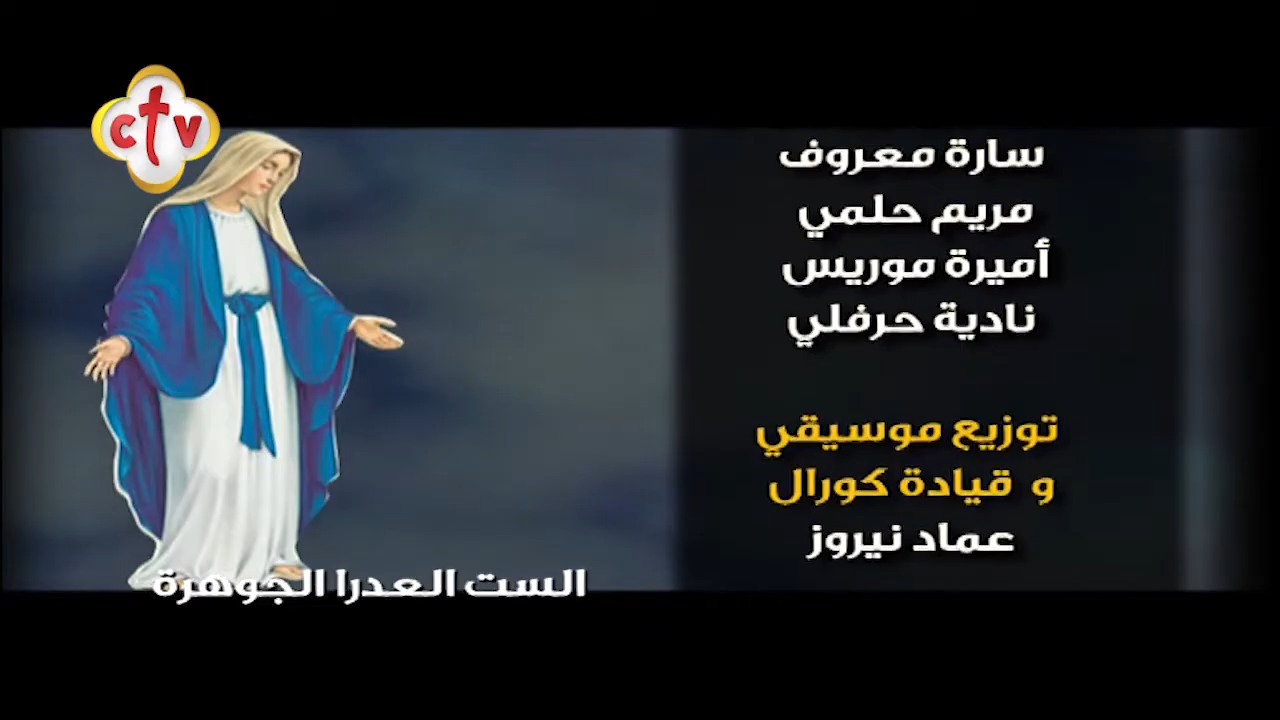 ctv
سارة معروف
مريم حلمي
أميرة موريس
نادية حرفلي
توزيع موسيقي
و قيادة كورال
عماد نيروز
الست العدرا الجوهرة